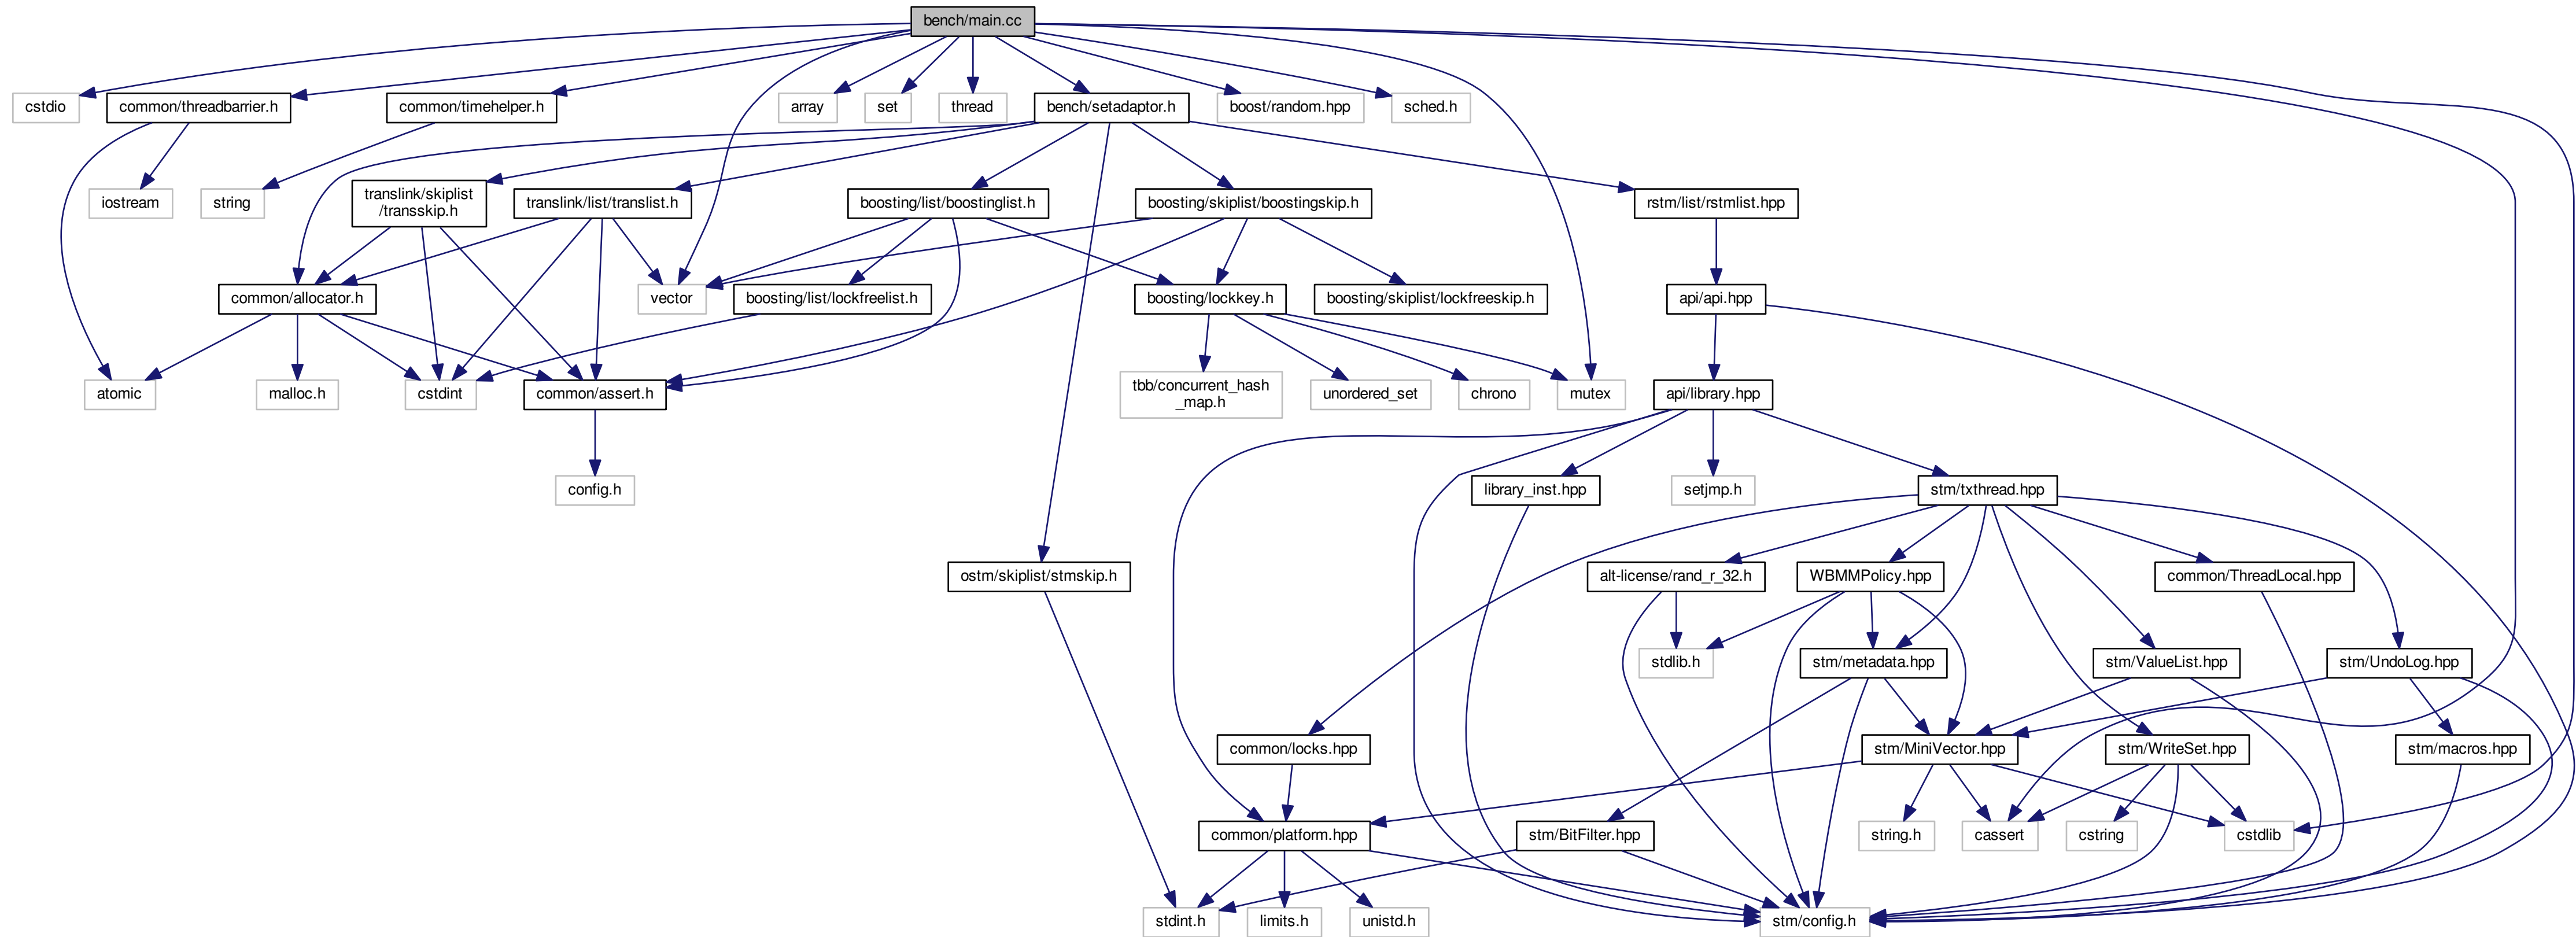 bench/main.cc
cstdio
common/threadbarrier.h
common/timehelper.h
array
set
thread
bench/setadaptor.h
boost/random.hpp
sched.h
iostream
string
translink/skiplist
/transskip.h
translink/list/translist.h
boosting/list/boostinglist.h
boosting/skiplist/boostingskip.h
rstm/list/rstmlist.hpp
common/allocator.h
vector
boosting/list/lockfreelist.h
boosting/lockkey.h
boosting/skiplist/lockfreeskip.h
api/api.hpp
atomic
malloc.h
cstdint
common/assert.h
tbb/concurrent_hash
_map.h
unordered_set
chrono
mutex
api/library.hpp
config.h
library_inst.hpp
setjmp.h
stm/txthread.hpp
ostm/skiplist/stmskip.h
alt-license/rand_r_32.h
WBMMPolicy.hpp
common/ThreadLocal.hpp
stdlib.h
stm/metadata.hpp
stm/ValueList.hpp
stm/UndoLog.hpp
common/locks.hpp
stm/MiniVector.hpp
stm/WriteSet.hpp
stm/macros.hpp
common/platform.hpp
stm/BitFilter.hpp
string.h
cassert
cstring
cstdlib
stdint.h
limits.h
unistd.h
stm/config.h